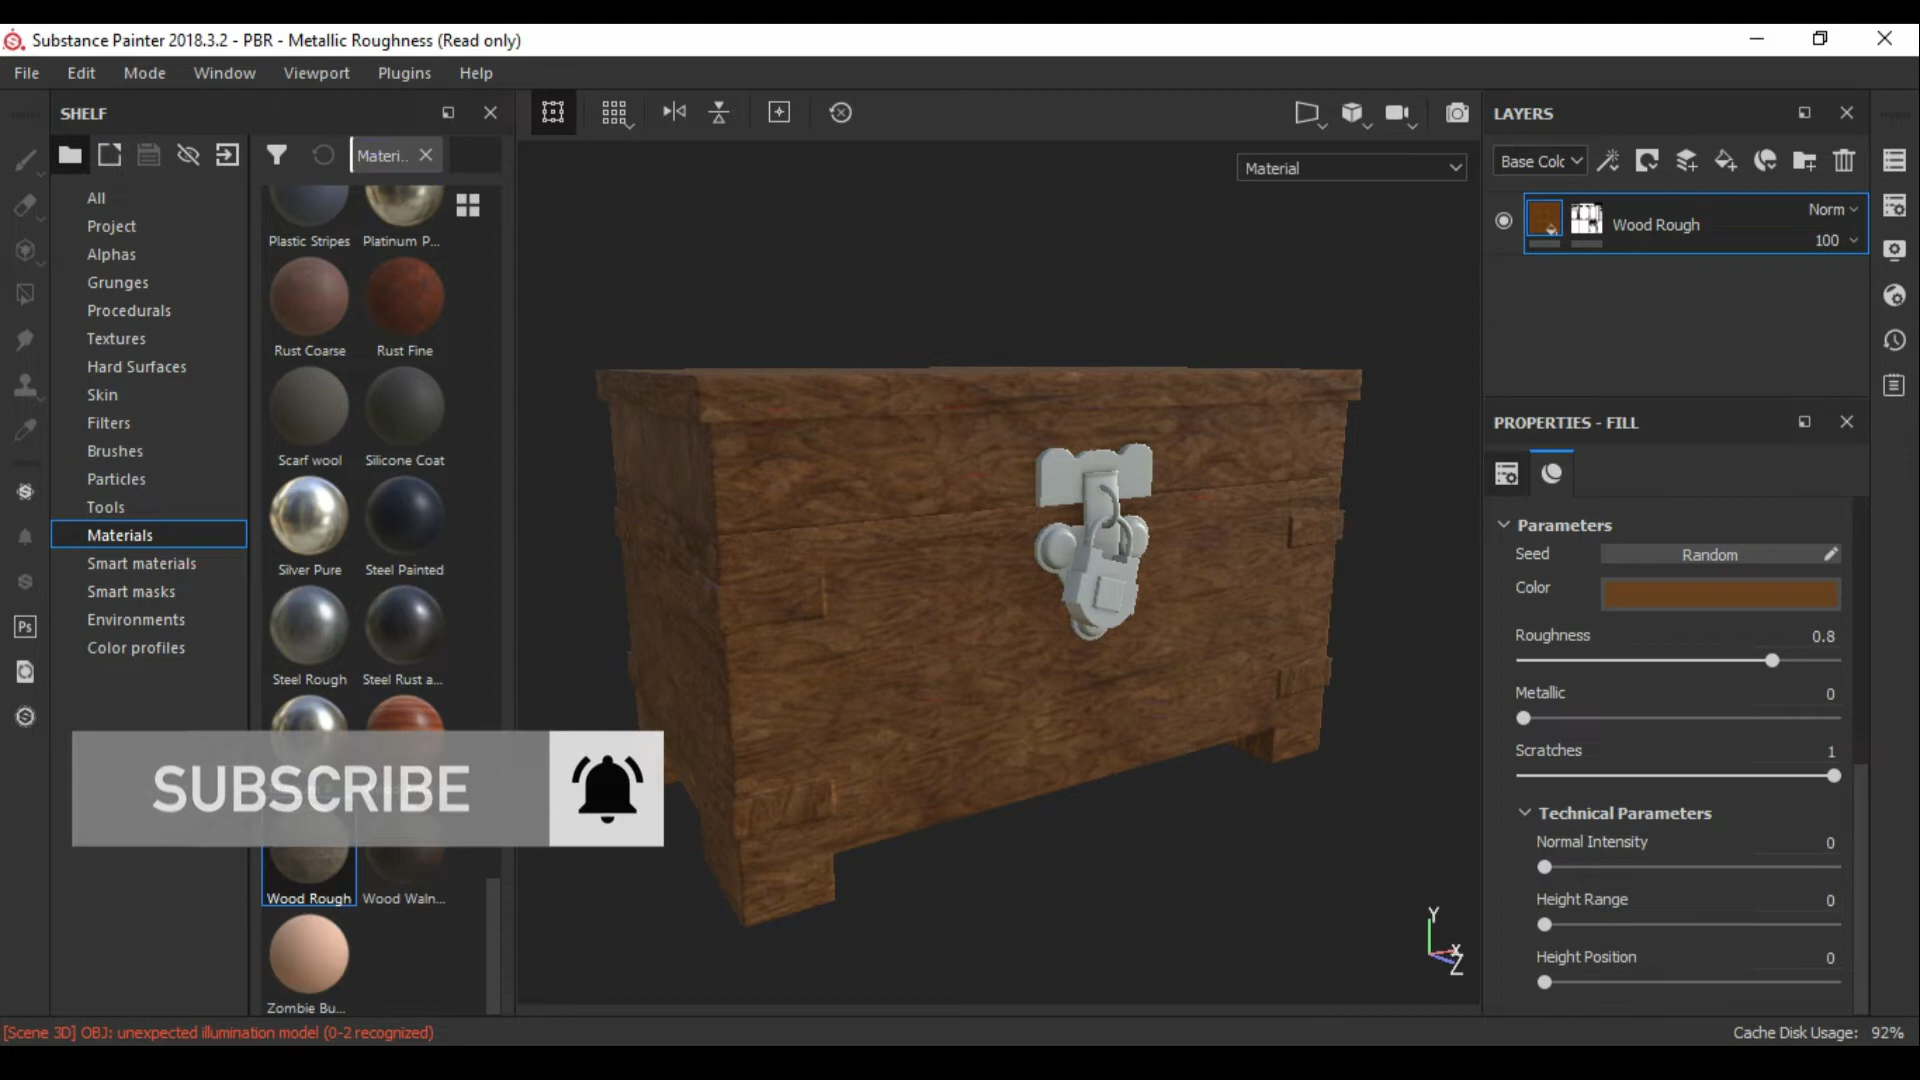 Substance Painter 2018.3.2 - PBR - Metallic Roughness (Read only)
File Edit Mode Window Viewport Plugins Help
SHELF
Materi..
All
Project
Alphas
Grunges
Procedurals
Textures
Hard Surfaces
Skin
Filters
Brushes
Particles
Tools
Materials
Smart materials
Smart masks
Environments
Color profiles
Ps
Plastic Stripes Platinum P...
Rust Coarse Rust Fine
Scarf wool Silicone Coat
Silver Pure Steel Painted
Steel Rough Steel Rust a...
SUBSCRIBE
Wood Rough Wood Waln...
Zombie Bu...
Material
Y
X
Z
LAYERS
Base Colc
Wood Rough
Norm
100
PROPERTIES - FILL
Parameters
Seed Random
Color
Roughness 0.8
Metallic 0
Scratches 1
Technical Parameters
Normal Intensity 0
Height Range 0
Height Position 0
[Scene 3D] OBJ: unexpected illumination model (0-2 recognized)
Cache Disk Usage: 92%